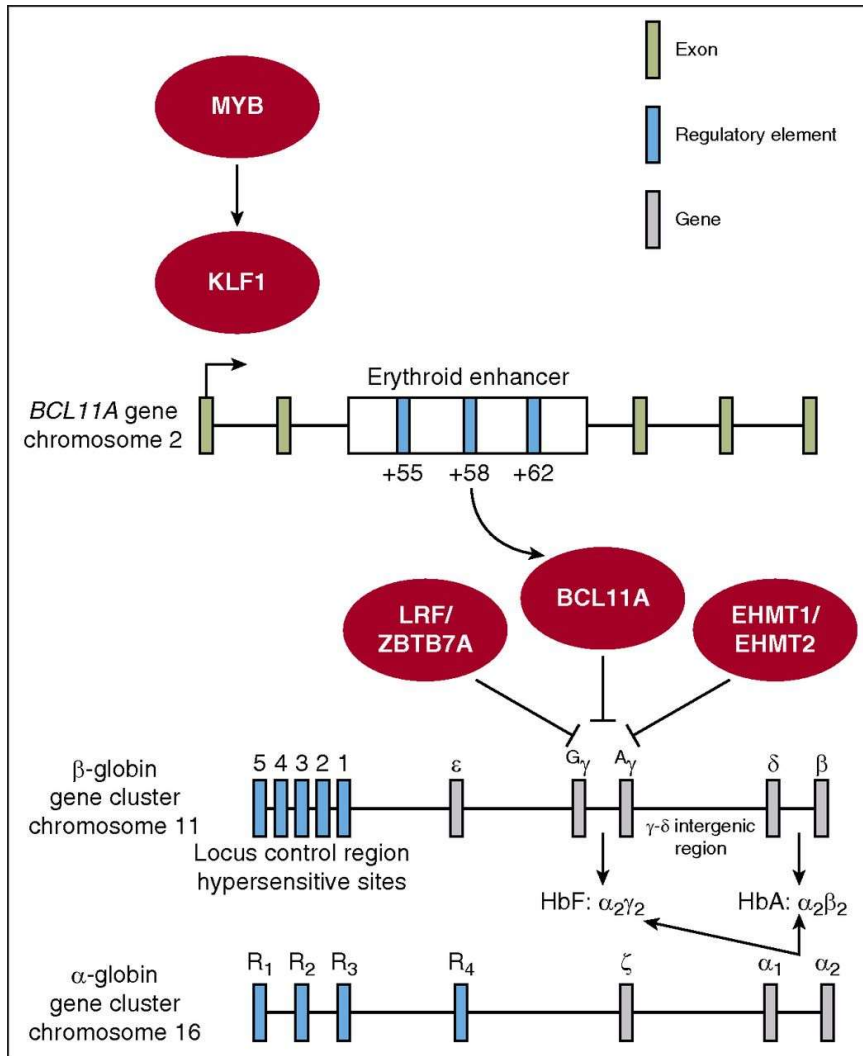 MYB
Exon
Regulatory element
Gene
KLF1
Erythroid enhancer
BCL11A gene
chromosome 2
+55 +58 +62
BCL11A
LRF/
ZBTB7A
EHMT1/
EHMT2
5 4 3 2 1 ε Gγ Aγ δ β
β-globin
gene cluster
chromosome 11
γ-δ intergenic
region
Locus control region
hypersensitive sites
HbF: α₂γ₂ HbA: α₂β₂
R₁ R₂ R₃ R₄ ζ α₁ α₂
α-globin
gene cluster
chromosome 16